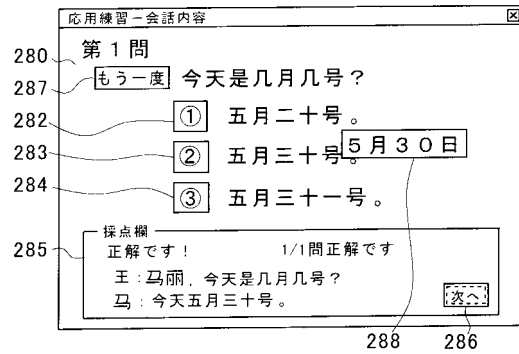 応用練習－会話内容
第1問
280
もう一度 今天是几月几号？
287
① 五月二十号。
282
② 五月三十号。 5月30日
283
③ 五月三十一号。
284
採点欄
285
正解です！ 1/1問正解です
王：马丽，今天是几月几号？
马：今天五月三十号。
次へ
288 286